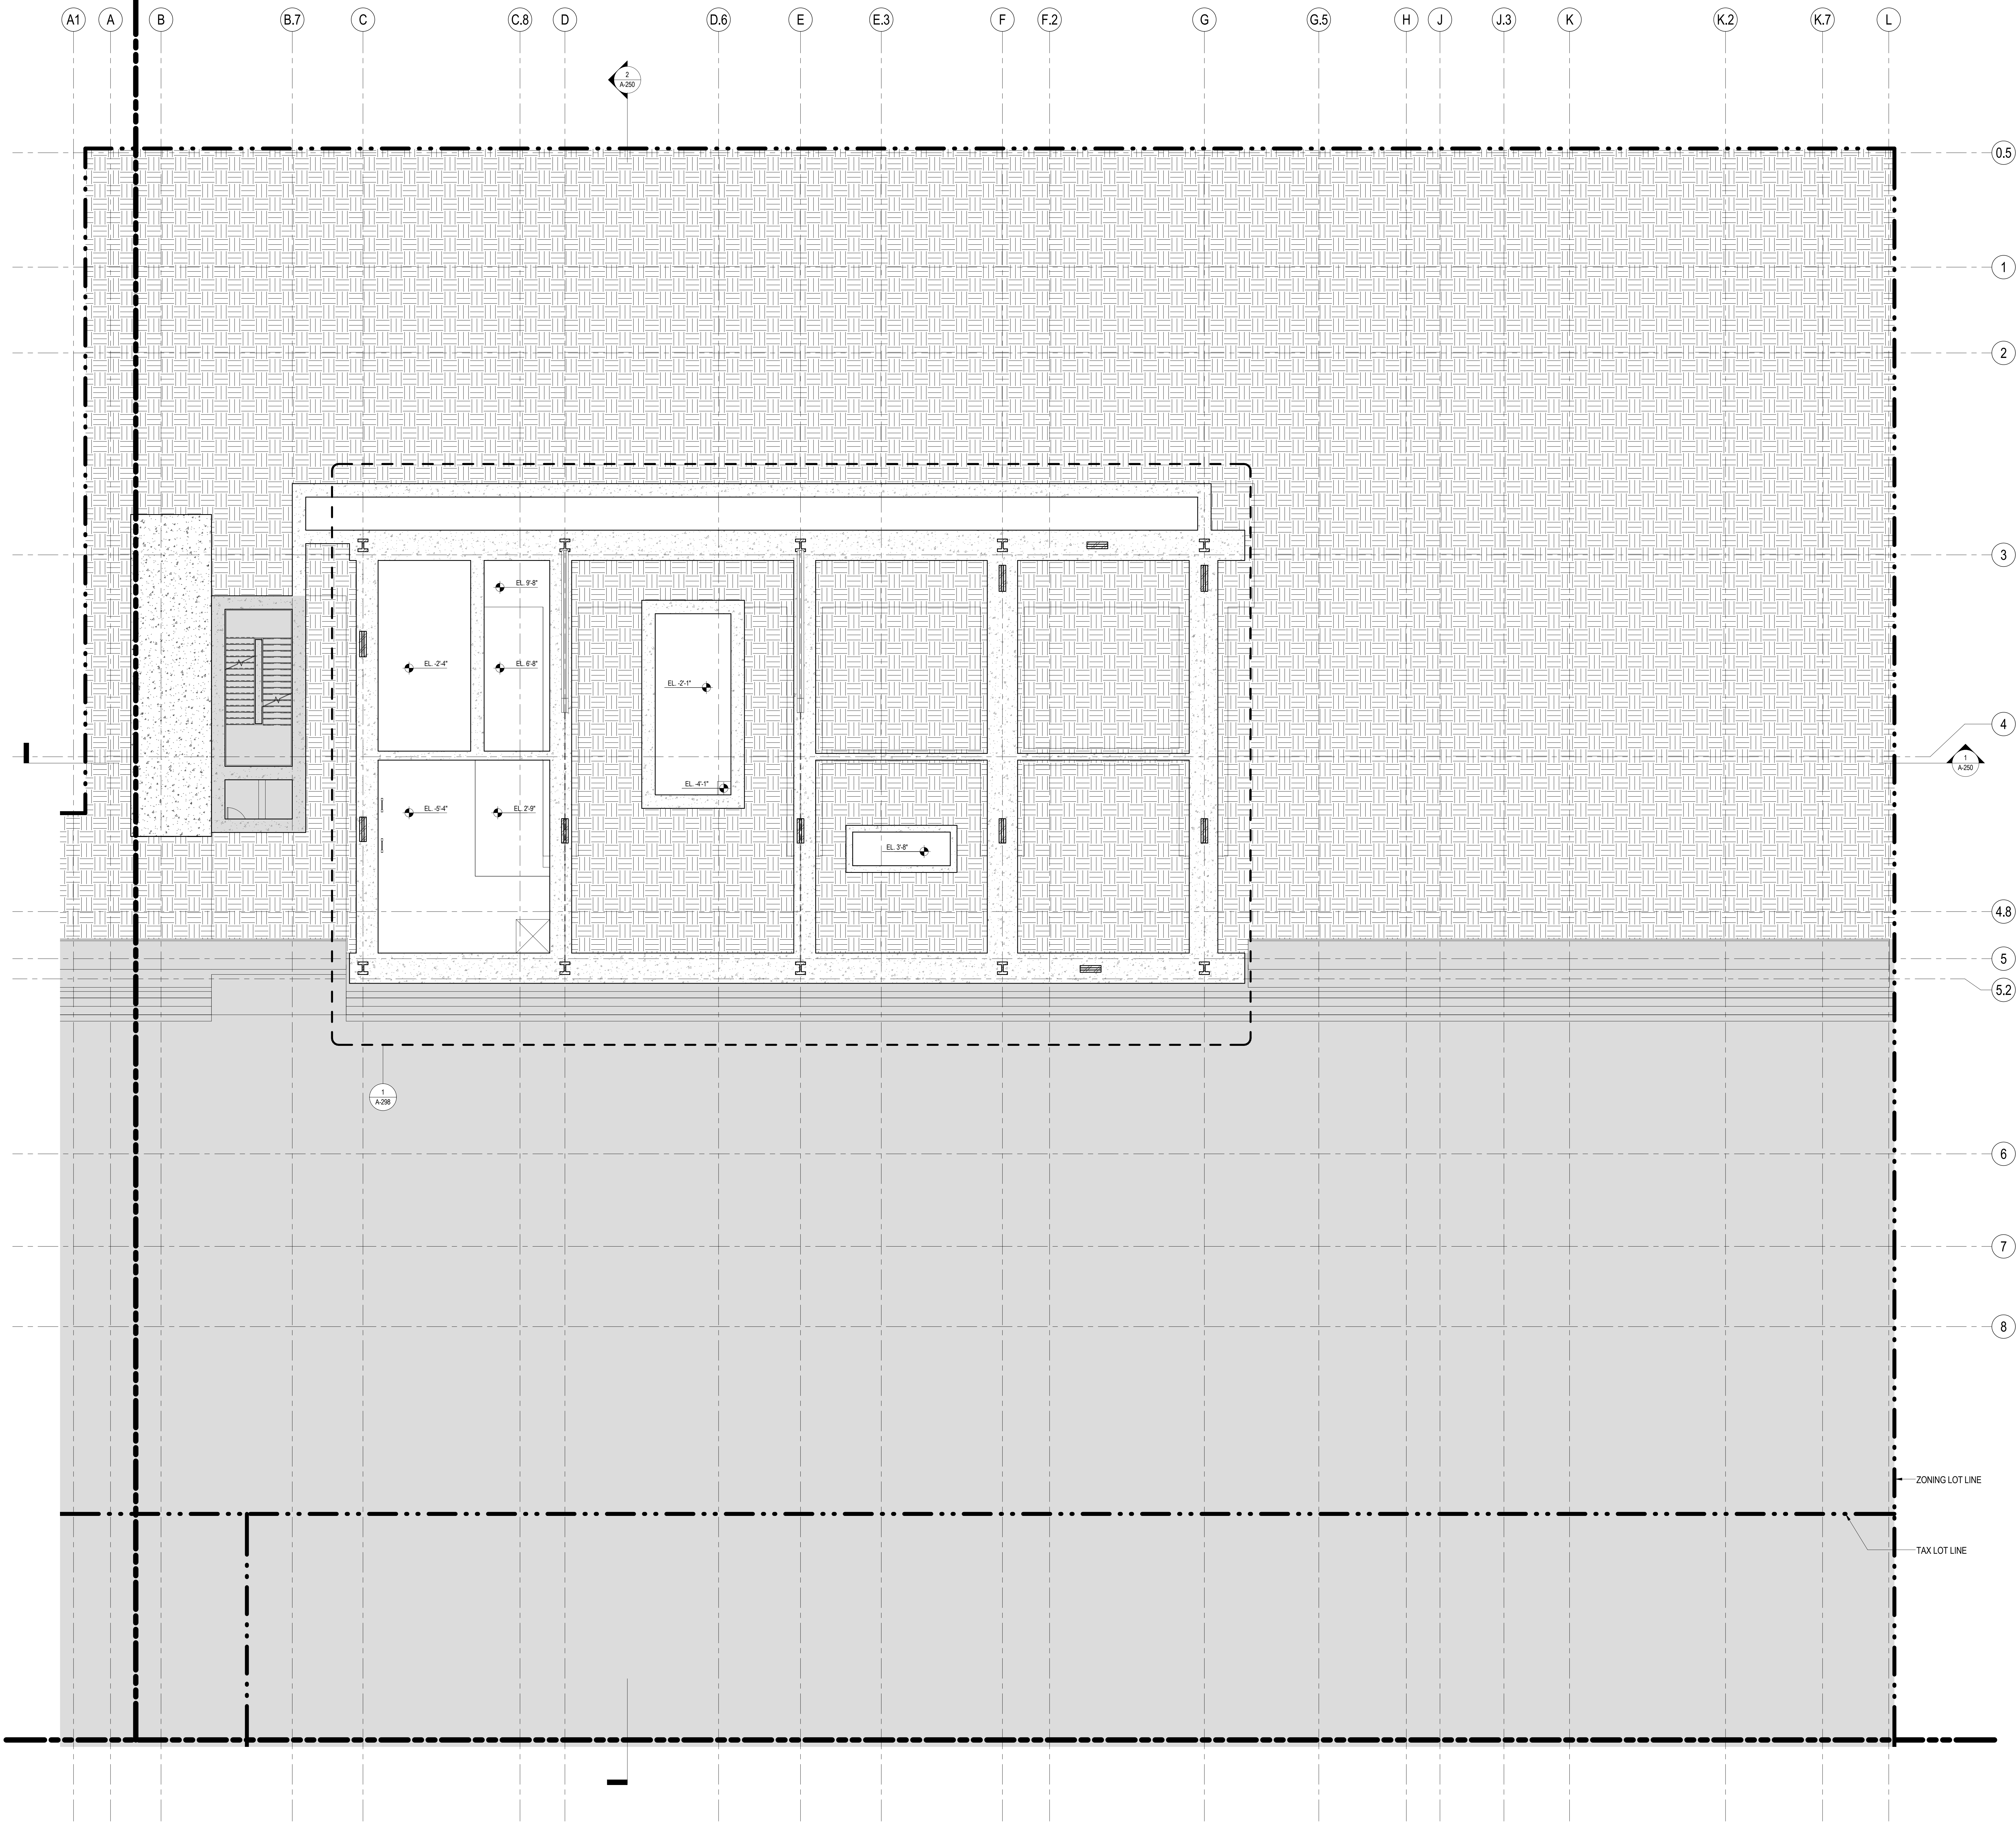 A1 A B B.7 C C.8 D D.6 E E.3 F F.2 G G.5 H J J.3 K K.2 K.7 L
2
A-250
0.5
1
2
3
EL. 9'-8"
EL. -2'-4"
EL. 6'-8"
EL. -2'-1"
4
1
A-250
EL. -4'-1"
EL. -5'-4"
EL. 2'-9"
EL. 3'-8"
4.8
5
5.2
1
A-298
6
7
8
ZONING LOT LINE
TAX LOT LINE